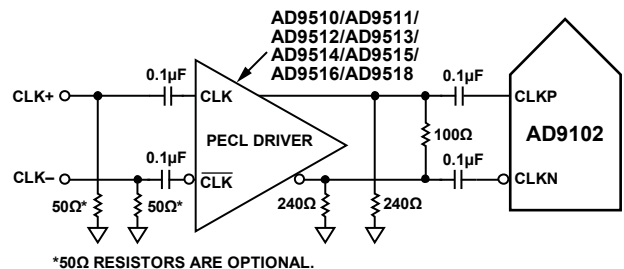 AD9510/AD9511/
AD9512/AD9513/
AD9514/AD9515/
AD9516/AD9518
0.1µF
0.1µF
CLK+
CLK
CLKP
PECL DRIVER
100Ω
AD9102
0.1µF
0.1µF
CLK–
CLK
CLKN
50Ω*
50Ω*
240Ω
240Ω
*50Ω RESISTORS ARE OPTIONAL.